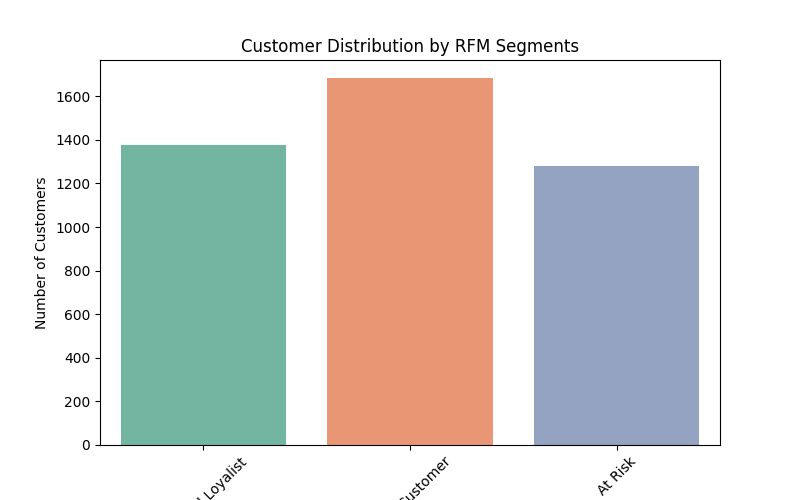 Customer Distribution by RFM Segments
Number of Customers
1600
1400
1200
1000
800
600
400
200
0
Loyalist
Customer
At Risk